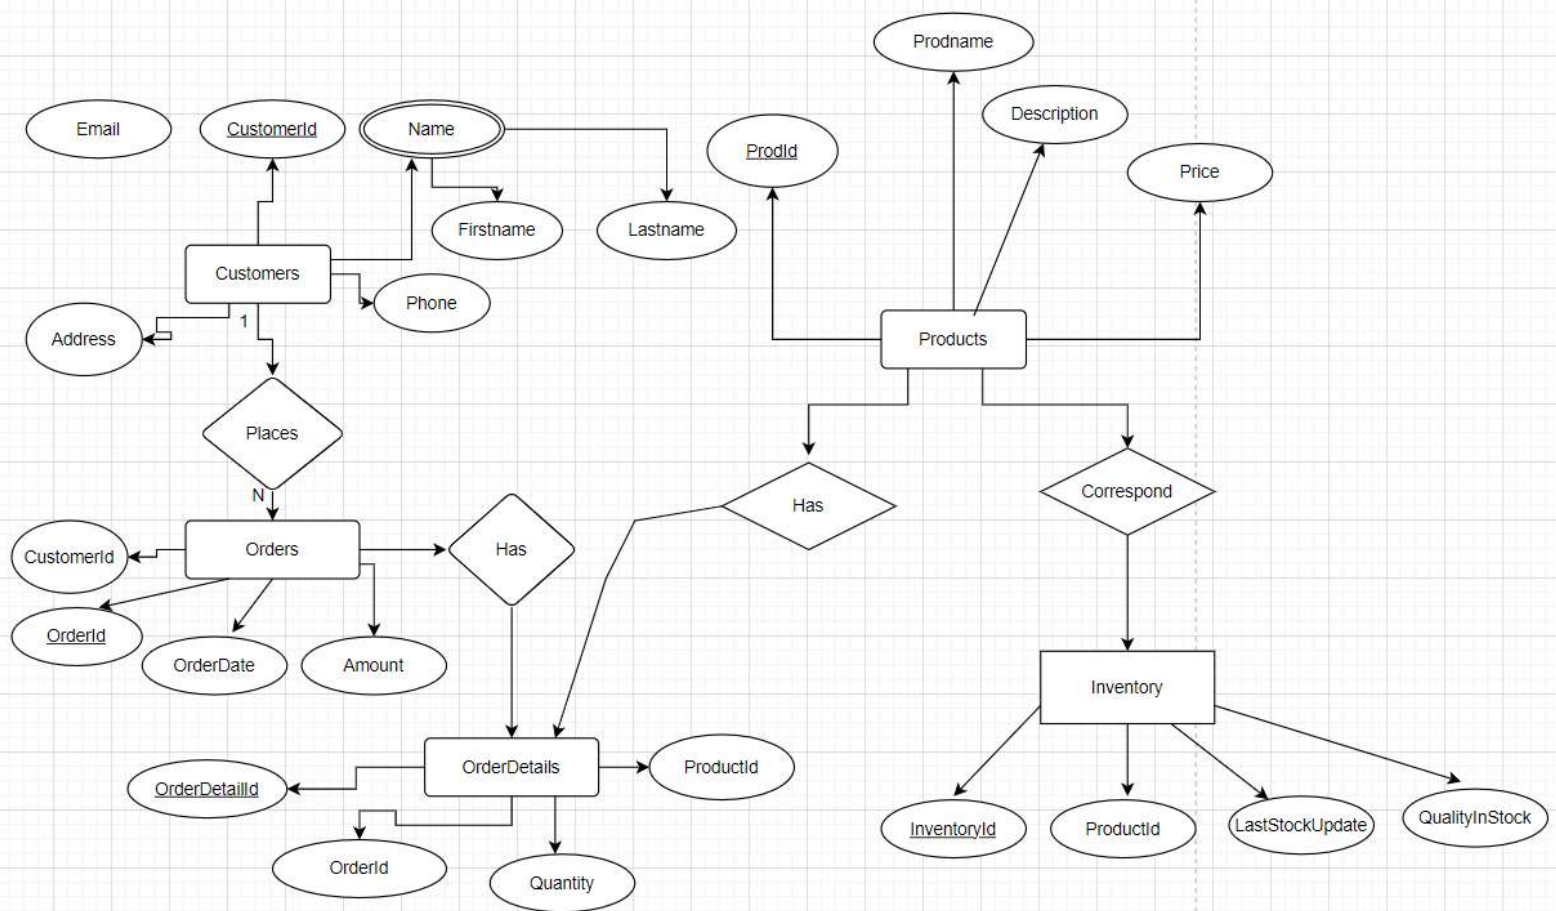 Prodname
Description
Email
CustomerId
Name
ProdId
Price
Firstname
Lastname
Customers
Phone
1
Address
Products
Places
Correspond
N
Has
Orders
Has
CustomerId
OrderId
OrderDate
Amount
Inventory
OrderDetails
ProductId
OrderDetailId
InventoryId
ProductId
LastStockUpdate
QualityInStock
OrderId
Quantity